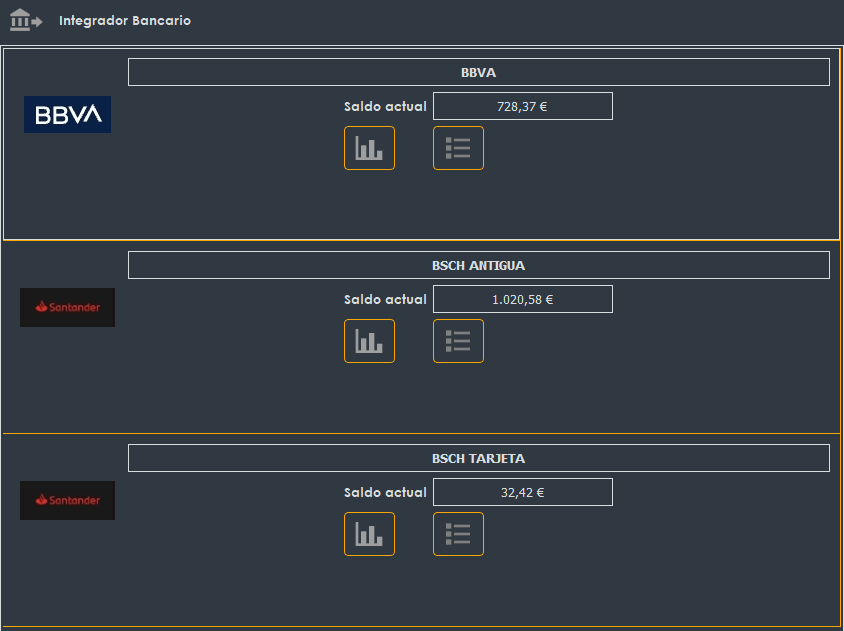 Integrador Bancario
BBVA
BBVA
Saldo actual 728,37 €
BSCH ANTIGUA
Santander
Saldo actual 1.020,58 €
BSCH TARJETA
Santander
Saldo actual 32,42 €